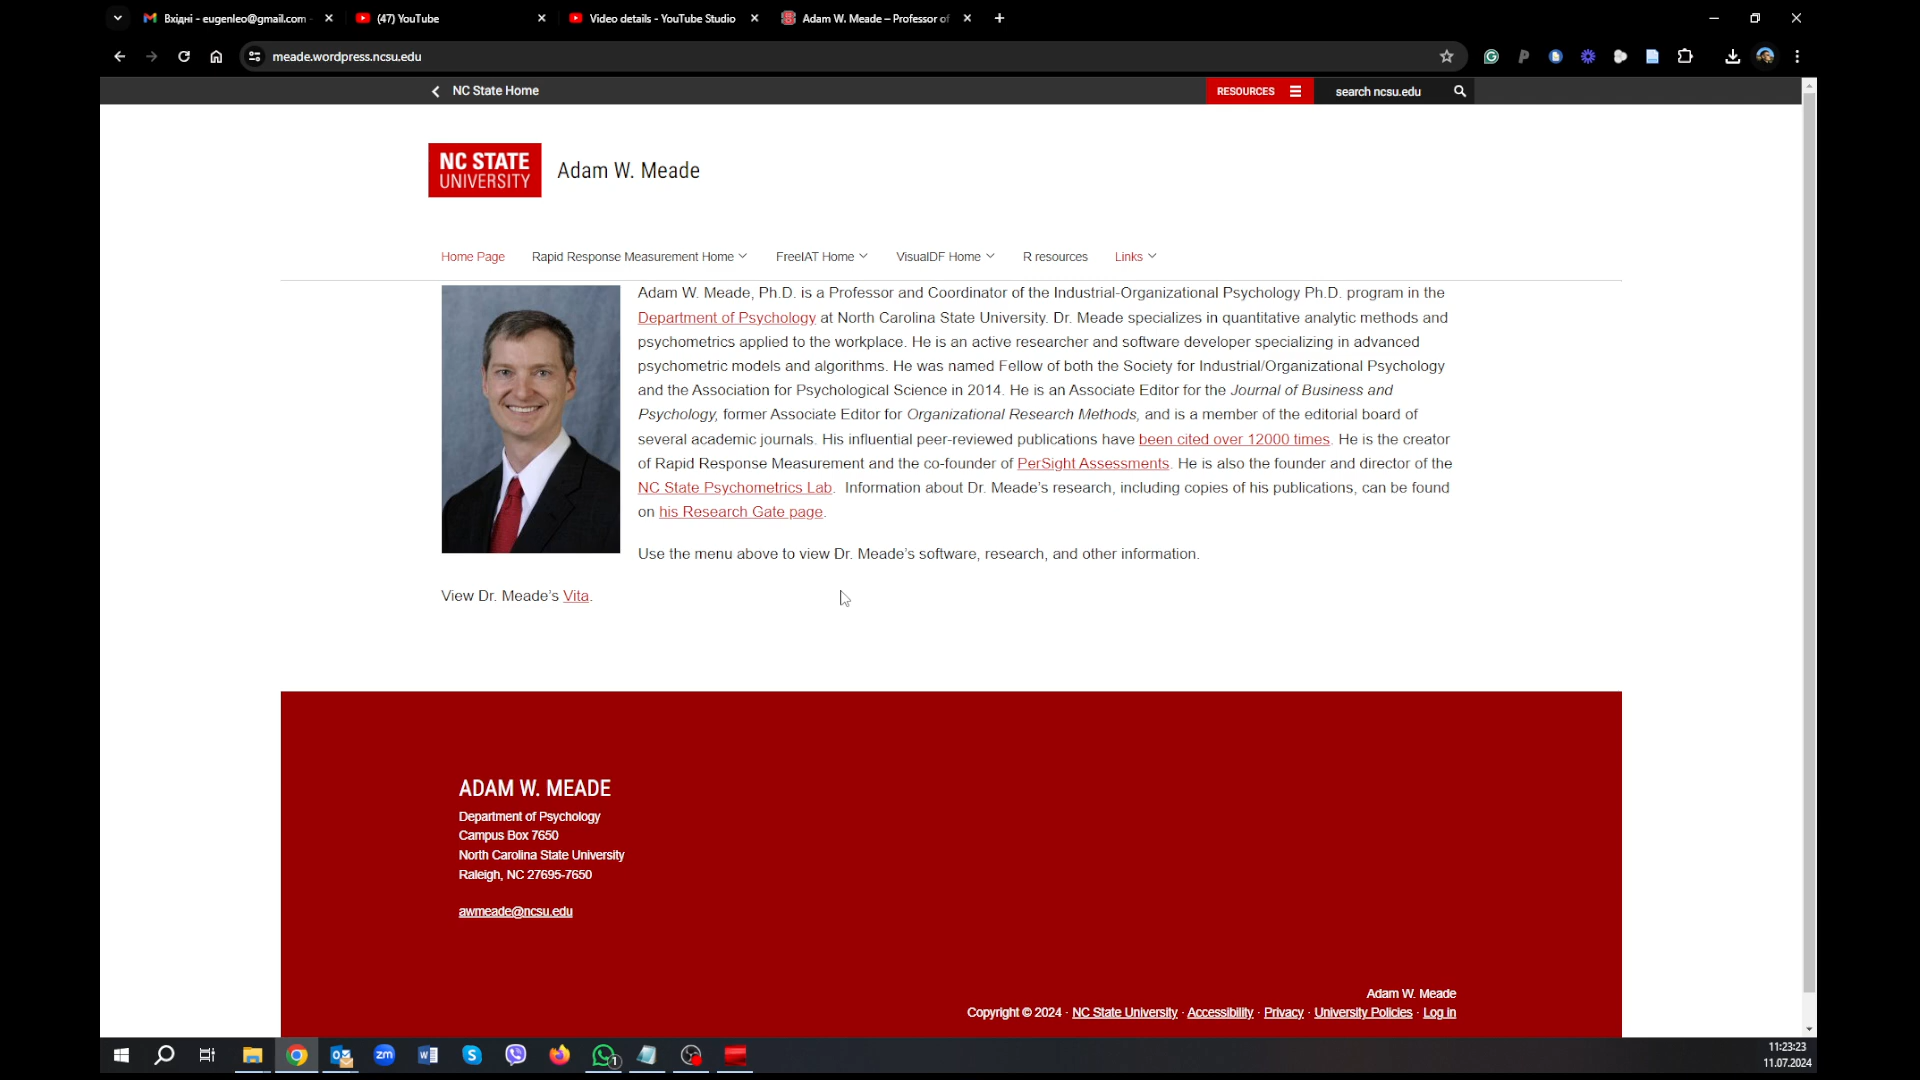 Вхідні - eugenleo@gmail.com -
(47) YouTube
Video details - YouTube Studio
Adam W. Meade – Professor of
meade.wordpress.ncsu.edu
NC State Home
RESOURCES
search ncsu.edu
NC STATE
UNIVERSITY
Adam W. Meade
Home Page Rapid Response Measurement Home FreeIAT Home VisualDF Home R resources Links
Adam W. Meade, Ph.D. is a Professor and Coordinator of the Industrial-Organizational Psychology Ph.D. program in the
Department of Psychology at North Carolina State University. Dr. Meade specializes in quantitative analytic methods and
psychometrics applied to the workplace. He is an active researcher and software developer specializing in advanced
psychometric models and algorithms. He was named Fellow of both the Society for Industrial/Organizational Psychology
and the Association for Psychological Science in 2014. He is an Associate Editor for the Journal of Business and
Psychology, former Associate Editor for Organizational Research Methods, and is a member of the editorial board of
several academic journals. His influential peer-reviewed publications have been cited over 12000 times. He is the creator
of Rapid Response Measurement and the co-founder of PerSight Assessments. He is also the founder and director of the
NC State Psychometrics Lab. Information about Dr. Meade's research, including copies of his publications, can be found
on his Research Gate page.
Use the menu above to view Dr. Meade's software, research, and other information.
View Dr. Meade's Vita.
ADAM W. MEADE
Department of Psychology
Campus Box 7650
North Carolina State University
Raleigh, NC 27695-7650
awmeade@ncsu.edu
Adam W. Meade
Copyright © 2024 · NC State University · Accessibility · Privacy · University Policies · Log in
zm
1
11:23:23
11.07.2024